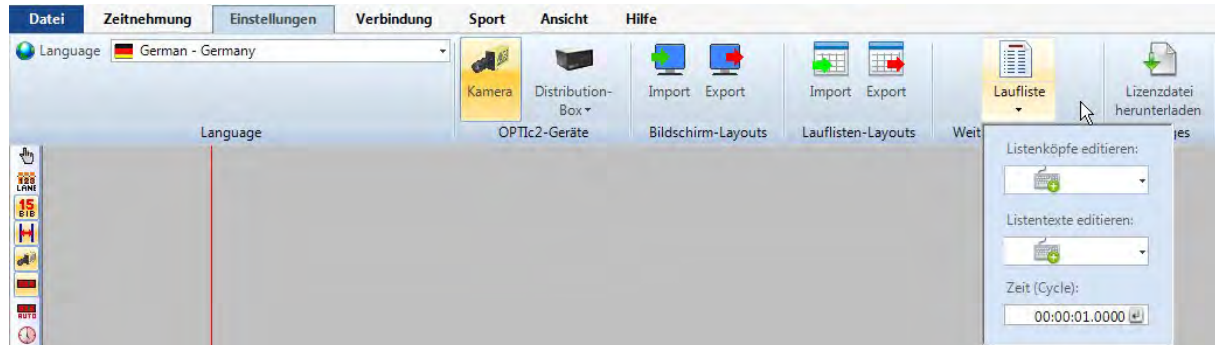 Datei Zeitnehmung Einstellungen Verbindung Sport Ansicht Hilfe
Language German - Germany
Kamera Distribution-Box Import Export Import Export Laufliste Lizenzdatei herunterladen
Language OPTIc2-Geräte Bildschirm-Layouts Lauflisten-Layouts
Listenköpfe editieren:
Listentexte editieren:
Zeit (Cycle):
00:00:01.0000
123
LANE
15
BIB
AUTO